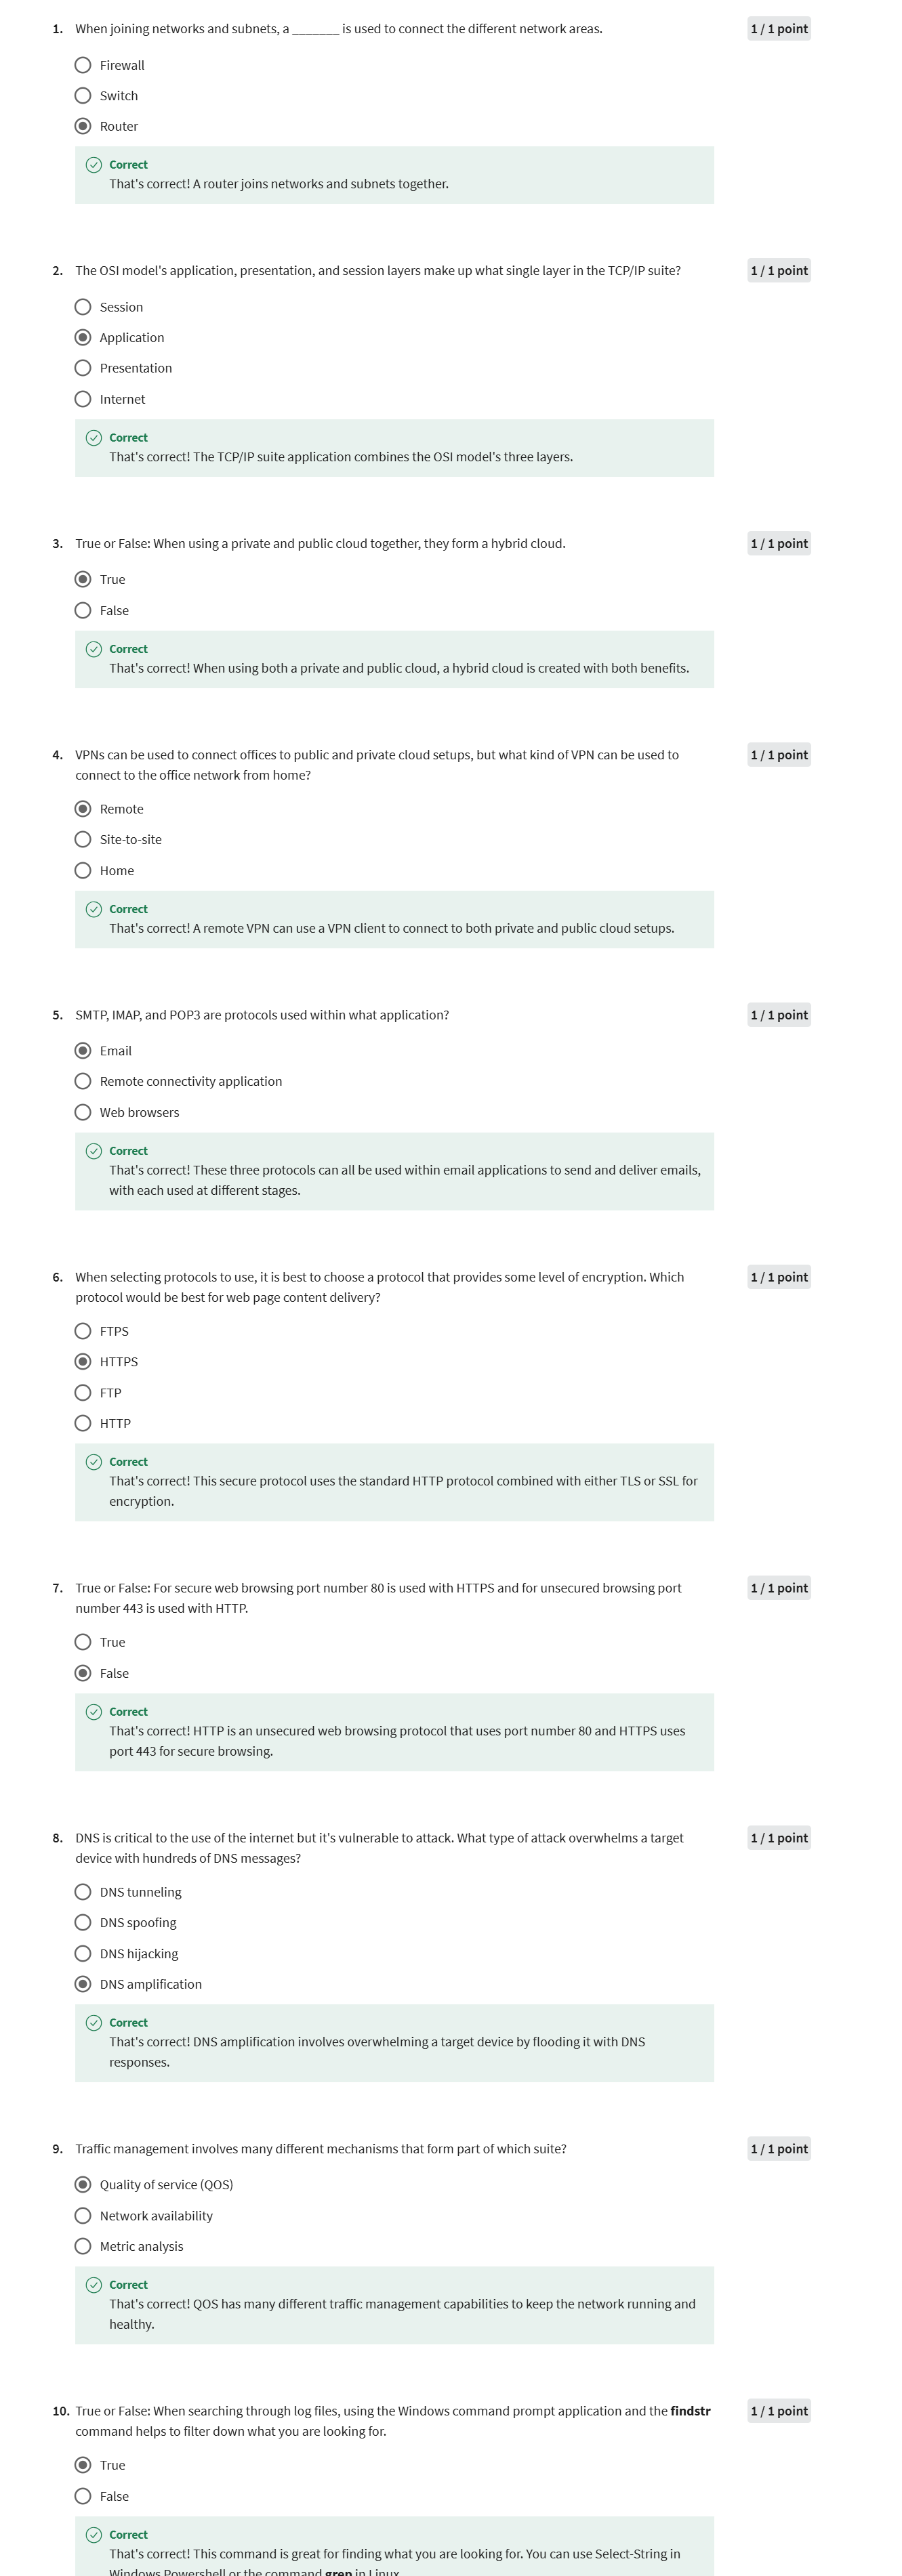 1. When joining networks and subnets, a _______ is used to connect the different network areas.
1 / 1 point
Firewall
Switch
Router
Correct
That's correct! A router joins networks and subnets together.
2. The OSI model's application, presentation, and session layers make up what single layer in the TCP/IP suite?
1 / 1 point
Session
Application
Presentation
Internet
Correct
That's correct! The TCP/IP suite application combines the OSI model's three layers.
3. True or False: When using a private and public cloud together, they form a hybrid cloud.
1 / 1 point
True
False
Correct
That's correct! When using both a private and public cloud, a hybrid cloud is created with both benefits.
4. VPNs can be used to connect offices to public and private cloud setups, but what kind of VPN can be used to
connect to the office network from home?
1 / 1 point
Remote
Site-to-site
Home
Correct
That's correct! A remote VPN can use a VPN client to connect to both private and public cloud setups.
5. SMTP, IMAP, and POP3 are protocols used within what application?
1 / 1 point
Email
Remote connectivity application
Web browsers
Correct
That's correct! These three protocols can all be used within email applications to send and deliver emails,
with each used at different stages.
6. When selecting protocols to use, it is best to choose a protocol that provides some level of encryption. Which
protocol would be best for web page content delivery?
1 / 1 point
FTPS
HTTPS
FTP
HTTP
Correct
That's correct! This secure protocol uses the standard HTTP protocol combined with either TLS or SSL for
encryption.
7. True or False: For secure web browsing port number 80 is used with HTTPS and for unsecured browsing port
number 443 is used with HTTP.
1 / 1 point
True
False
Correct
That's correct! HTTP is an unsecured web browsing protocol that uses port number 80 and HTTPS uses
port 443 for secure browsing.
8. DNS is critical to the use of the internet but it's vulnerable to attack. What type of attack overwhelms a target
device with hundreds of DNS messages?
1 / 1 point
DNS tunneling
DNS spoofing
DNS hijacking
DNS amplification
Correct
That's correct! DNS amplification involves overwhelming a target device by flooding it with DNS
responses.
9. Traffic management involves many different mechanisms that form part of which suite?
1 / 1 point
Quality of service (QOS)
Network availability
Metric analysis
Correct
That's correct! QOS has many different traffic management capabilities to keep the network running and
healthy.
10. True or False: When searching through log files, using the Windows command prompt application and the findstr
command helps to filter down what you are looking for.
1 / 1 point
True
False
Correct
That's correct! This command is great for finding what you are looking for. You can use Select-String in
Windows Powershell or the command grep in Linux.